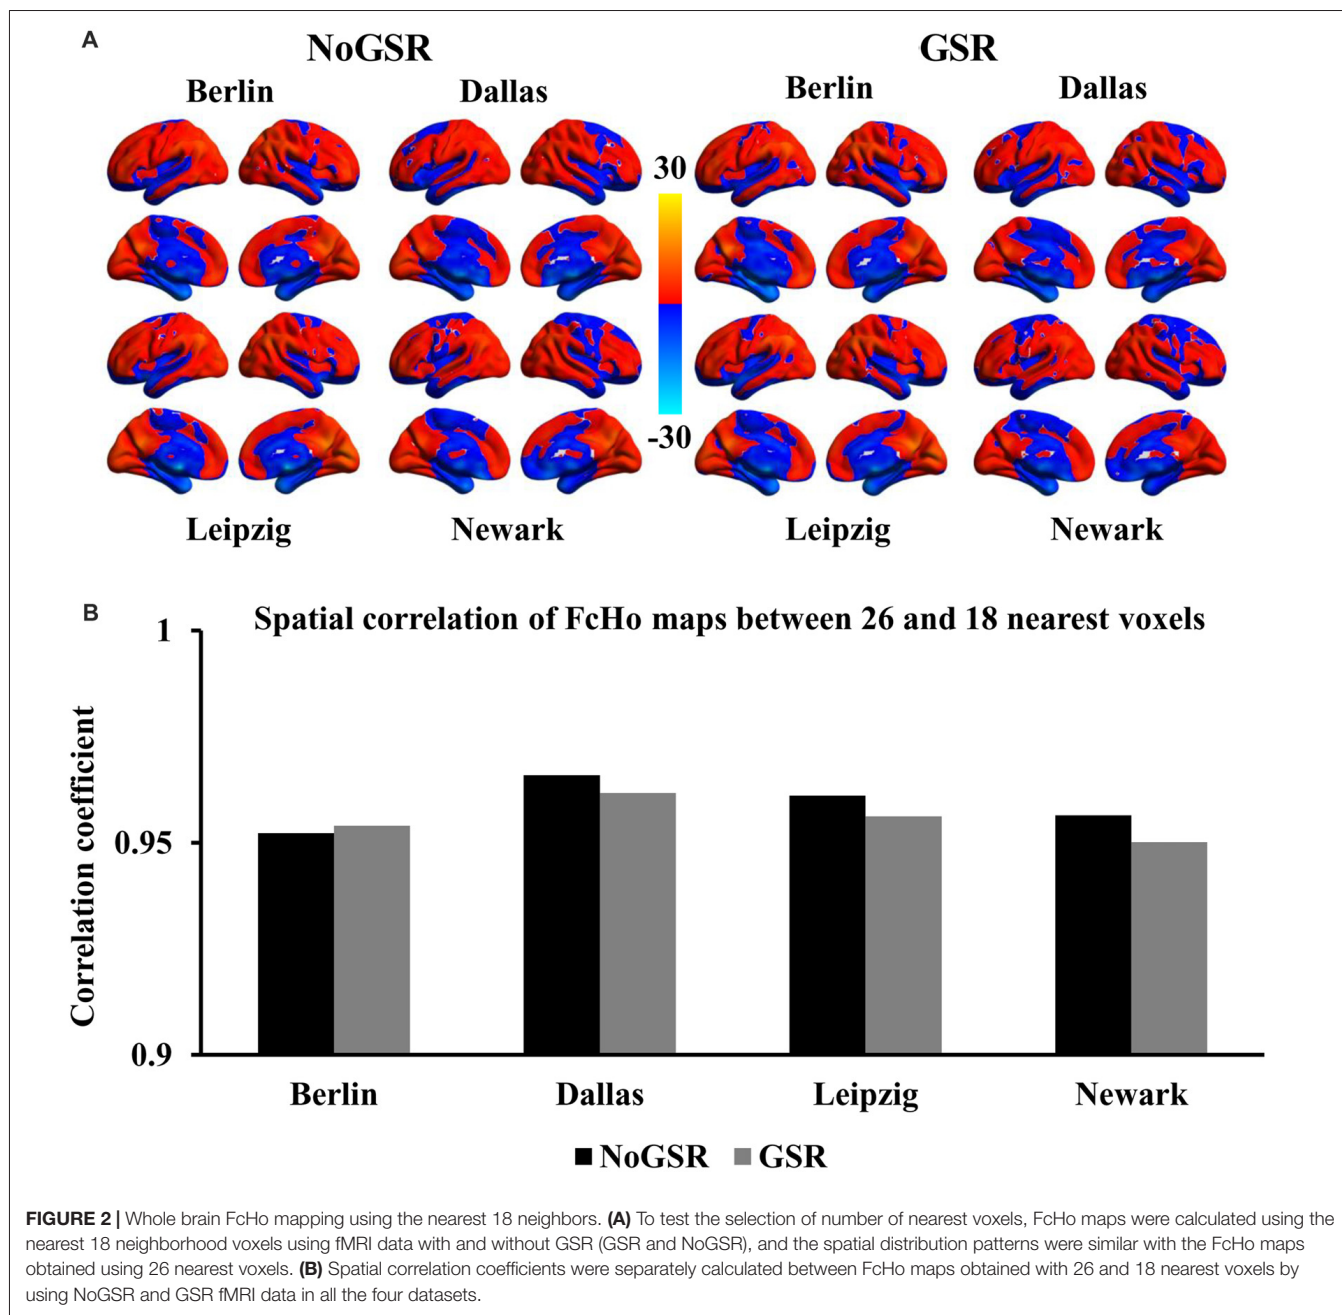 A
NoGSR
GSR
Berlin
Dallas
Berlin
Dallas
30
-30
Leipzig
Newark
Leipzig
Newark
B
Spatial correlation of FcHo maps between 26 and 18 nearest voxels
1
0.95
0.9
Correlation coefficient
Berlin
Dallas
Leipzig
Newark
NoGSR
GSR
FIGURE 2 | Whole brain FcHo mapping using the nearest 18 neighbors. (A) To test the selection of number of nearest voxels, FcHo maps were calculated using the
nearest 18 neighborhood voxels using fMRI data with and without GSR (GSR and NoGSR), and the spatial distribution patterns were similar with the FcHo maps
obtained using 26 nearest voxels. (B) Spatial correlation coefficients were separately calculated between FcHo maps obtained with 26 and 18 nearest voxels by
using NoGSR and GSR fMRI data in all the four datasets.